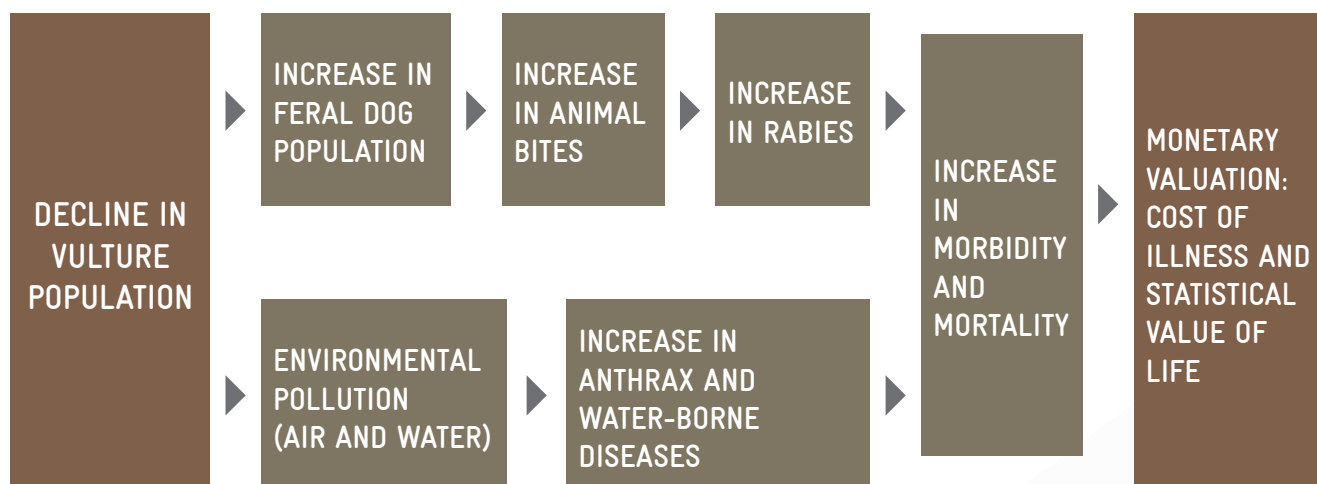 DECLINE IN
VULTURE
POPULATION
INCREASE IN
FERAL DOG
POPULATION
INCREASE
IN ANIMAL
BITES
INCREASE
IN RABIES
ENVIRONMENTAL
POLLUTION
(AIR AND WATER)
INCREASE IN
ANTHRAX AND
WATER-BORNE
DISEASES
INCREASE
IN
MORBIDITY
AND
MORTALITY
MONETARY
VALUATION:
COST OF
ILLNESS AND
STATISTICAL
VALUE OF
LIFE